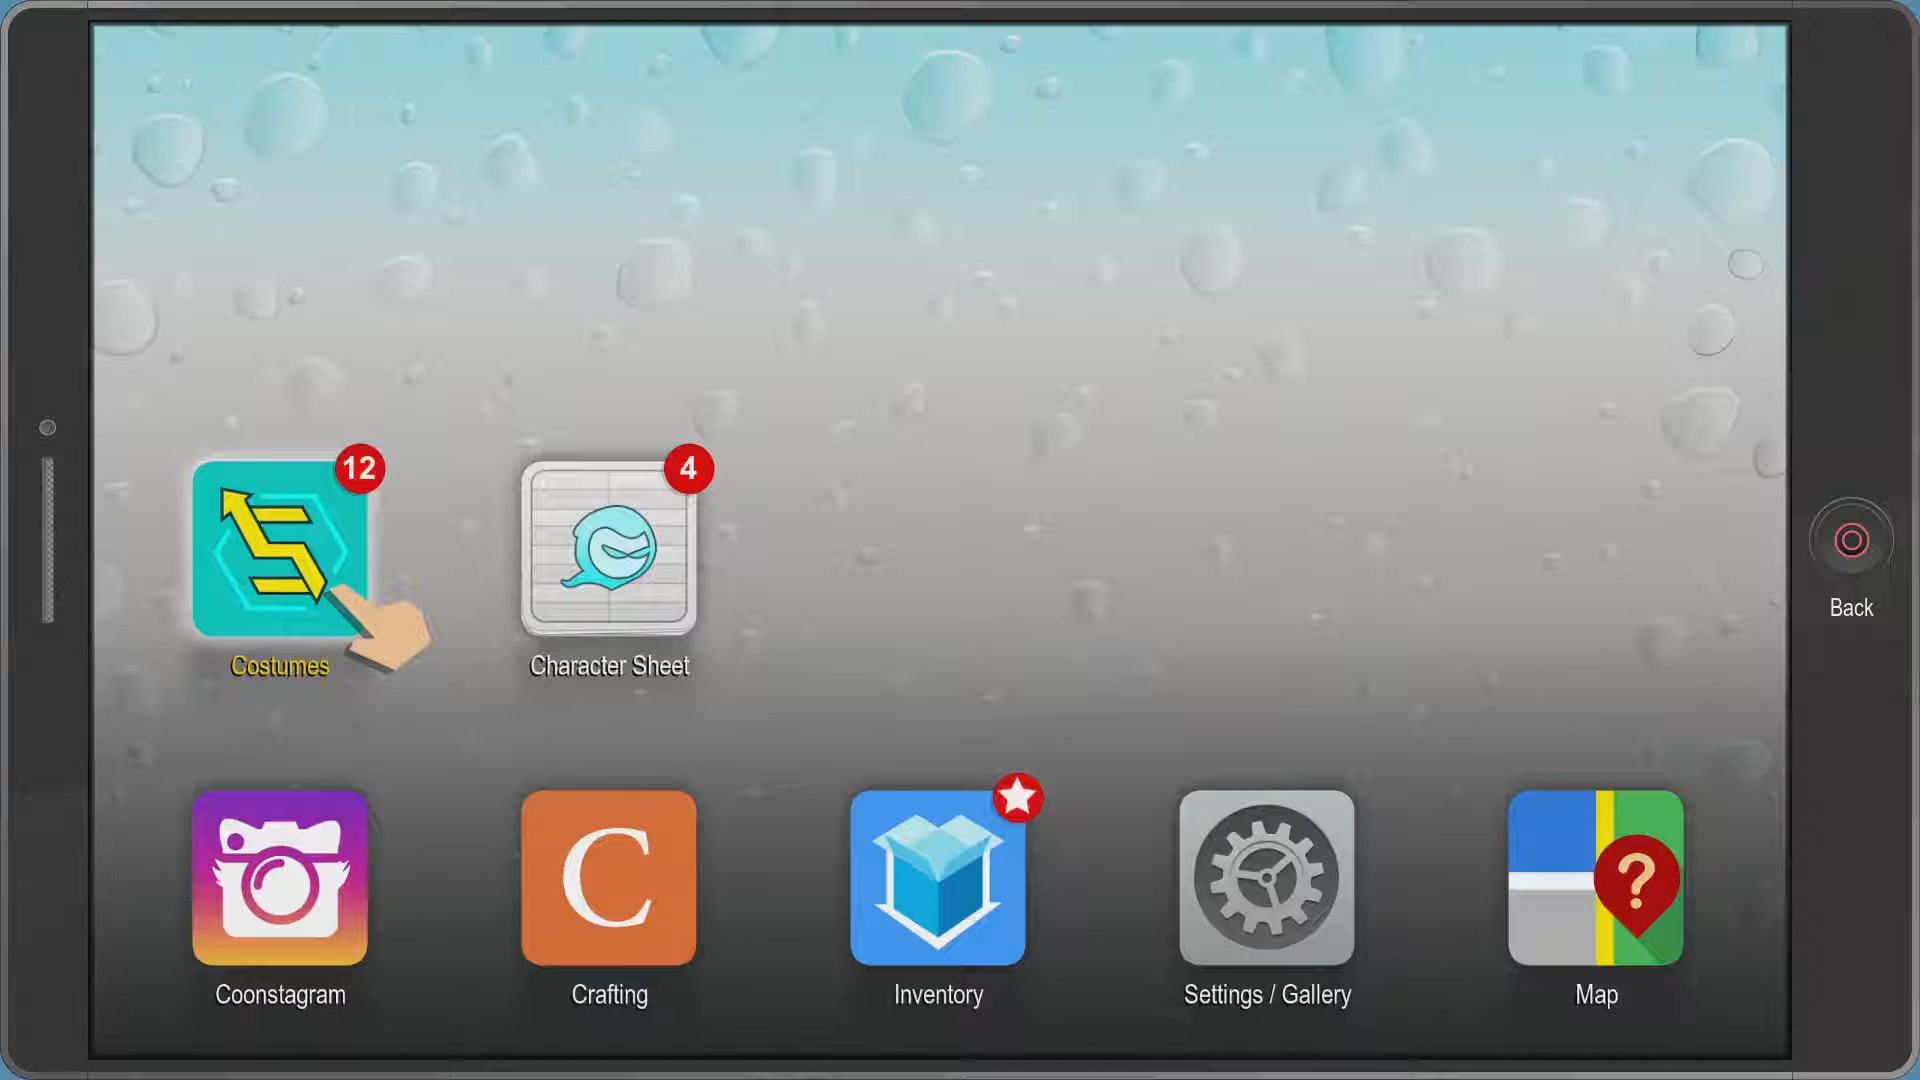 12
4
Costumes
Character Sheet
Back
C
?
Coonstagram
Crafting
Inventory
Settings / Gallery
Map